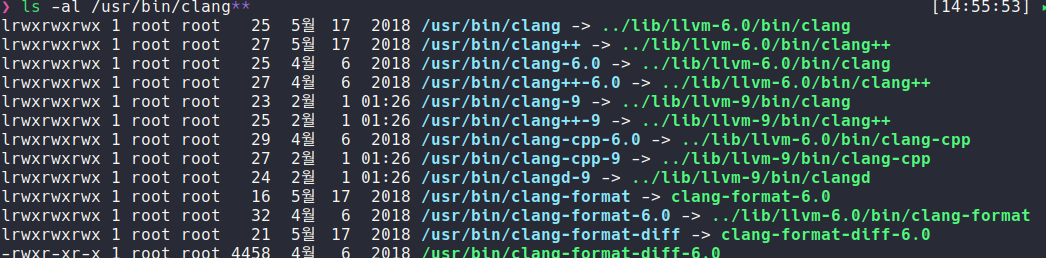 ❯ ls -al /usr/bin/clang** [14:55:53]
lrwxrwxrwx 1 root root 25 5월 17 2018 /usr/bin/clang -> ../lib/llvm-6.0/bin/clang
lrwxrwxrwx 1 root root 27 5월 17 2018 /usr/bin/clang++ -> ../lib/llvm-6.0/bin/clang++
lrwxrwxrwx 1 root root 25 4월 6 2018 /usr/bin/clang-6.0 -> ../lib/llvm-6.0/bin/clang
lrwxrwxrwx 1 root root 27 4월 6 2018 /usr/bin/clang++-6.0 -> ../lib/llvm-6.0/bin/clang++
lrwxrwxrwx 1 root root 23 2월 1 01:26 /usr/bin/clang-9 -> ../lib/llvm-9/bin/clang
lrwxrwxrwx 1 root root 25 2월 1 01:26 /usr/bin/clang++-9 -> ../lib/llvm-9/bin/clang++
lrwxrwxrwx 1 root root 29 4월 6 2018 /usr/bin/clang-cpp-6.0 -> ../lib/llvm-6.0/bin/clang-cpp
lrwxrwxrwx 1 root root 27 2월 1 01:26 /usr/bin/clang-cpp-9 -> ../lib/llvm-9/bin/clang-cpp
lrwxrwxrwx 1 root root 24 2월 1 01:26 /usr/bin/clangd-9 -> ../lib/llvm-9/bin/clangd
lrwxrwxrwx 1 root root 16 5월 17 2018 /usr/bin/clang-format -> clang-format-6.0
lrwxrwxrwx 1 root root 32 4월 6 2018 /usr/bin/clang-format-6.0 -> ../lib/llvm-6.0/bin/clang-format
lrwxrwxrwx 1 root root 21 5월 17 2018 /usr/bin/clang-format-diff -> clang-format-diff-6.0
-rwxr-xr-x 1 root root 4458 4월 6 2018 /usr/bin/clang-format-diff-6.0